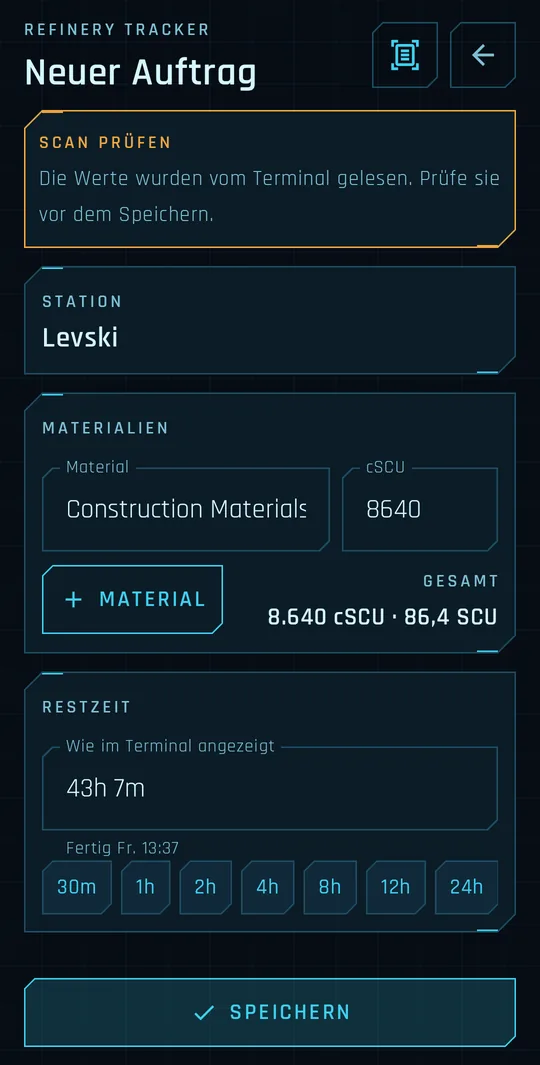 REFINERY TRACKER
Neuer Auftrag
SCAN PRÜFEN
Die Werte wurden vom Terminal gelesen. Prüfe sie
vor dem Speichern.
STATION
Levski
MATERIALIEN
Material
cSCU
Construction Materials
8640
+ MATERIAL
GESAMT
8.640 cSCU · 86,4 SCU
RESTZEIT
Wie im Terminal angezeigt
43h 7m
Fertig Fr. 13:37
30m 1h 2h 4h 8h 12h 24h
SPEICHERN